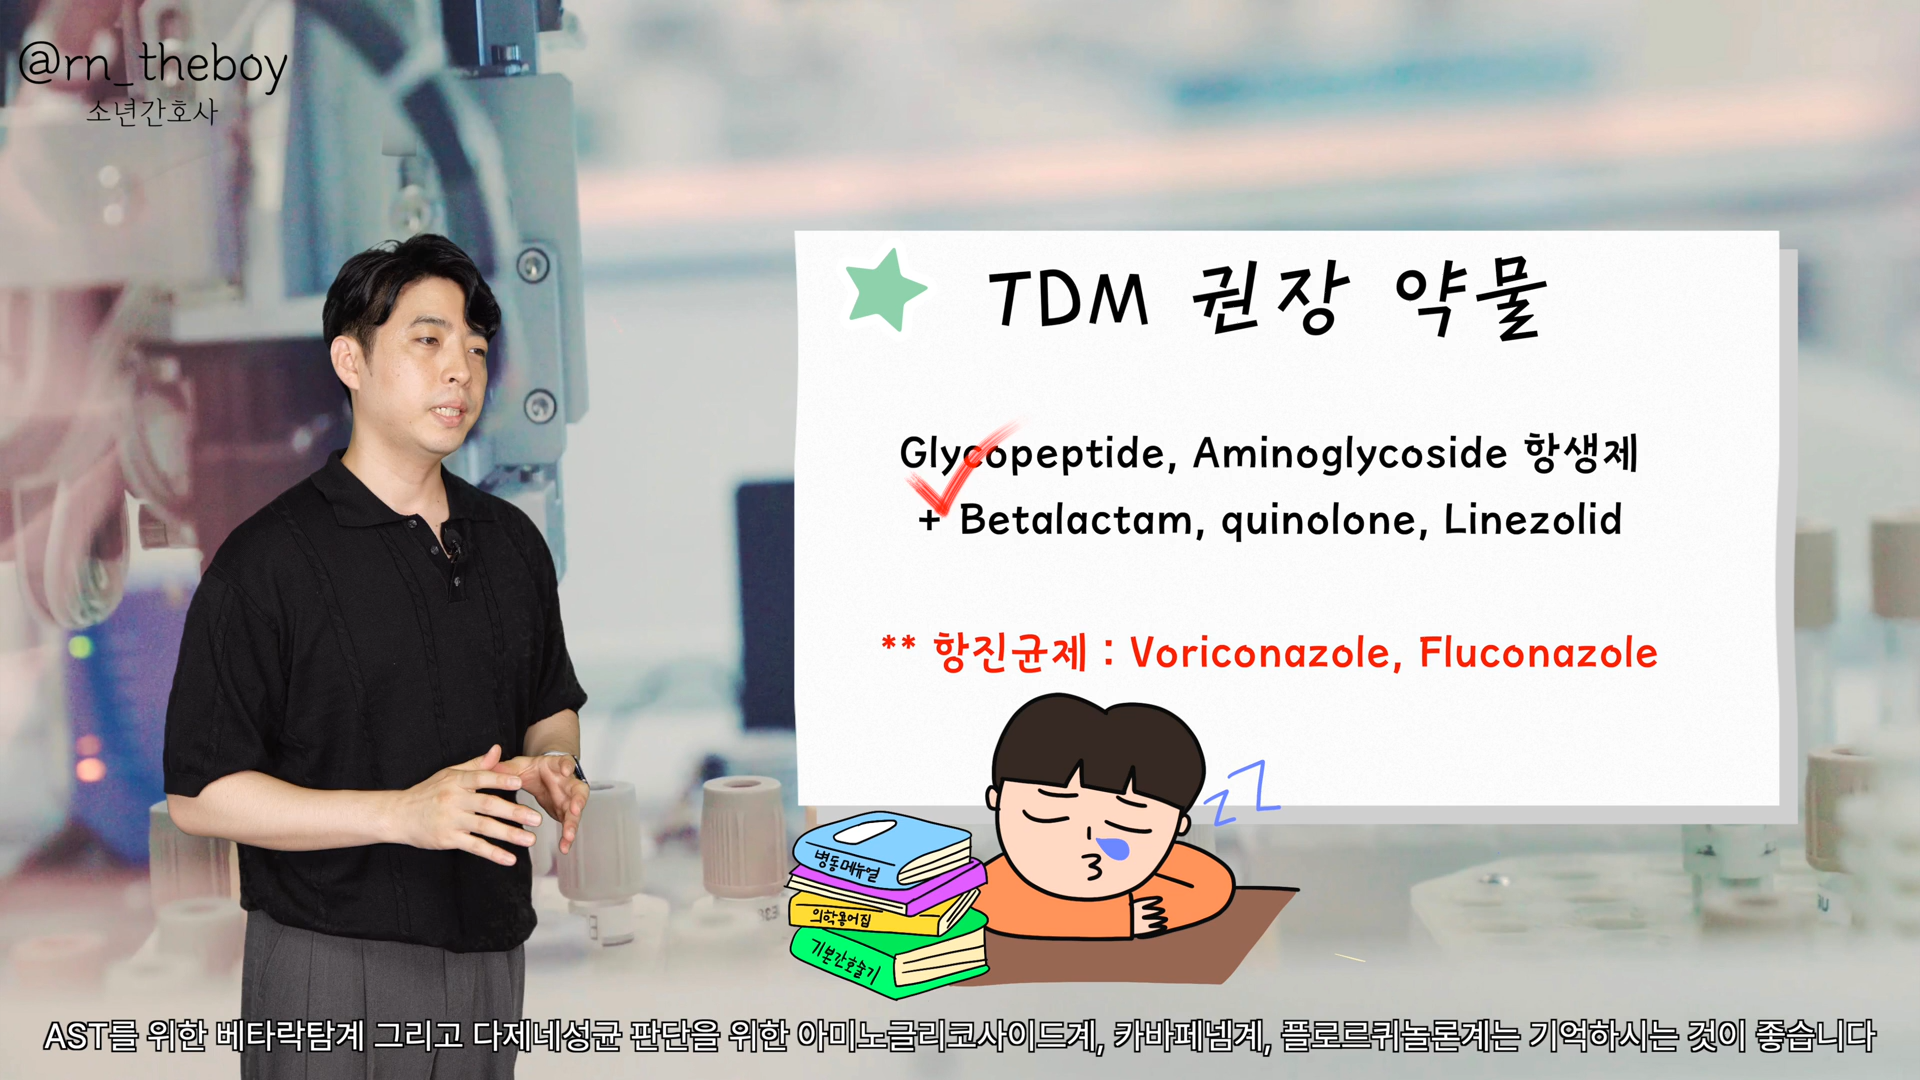 @rn_theboy
소년간호사
TDM 권장 약물
Glycopeptide, Aminoglycoside 항생제
+ Betalactam, quinolone, Linezolid
** 항진균제 : Voriconazole, Fluconazole
zz
병동메뉴얼
의학용어집
기본간호술기
AST를 위한 베타락탐계 그리고 다제네성균 판단을 위한 아미노글리코사이드계, 카바페넴계, 플로르퀴놀론계는 기억하시는 것이 좋습니다